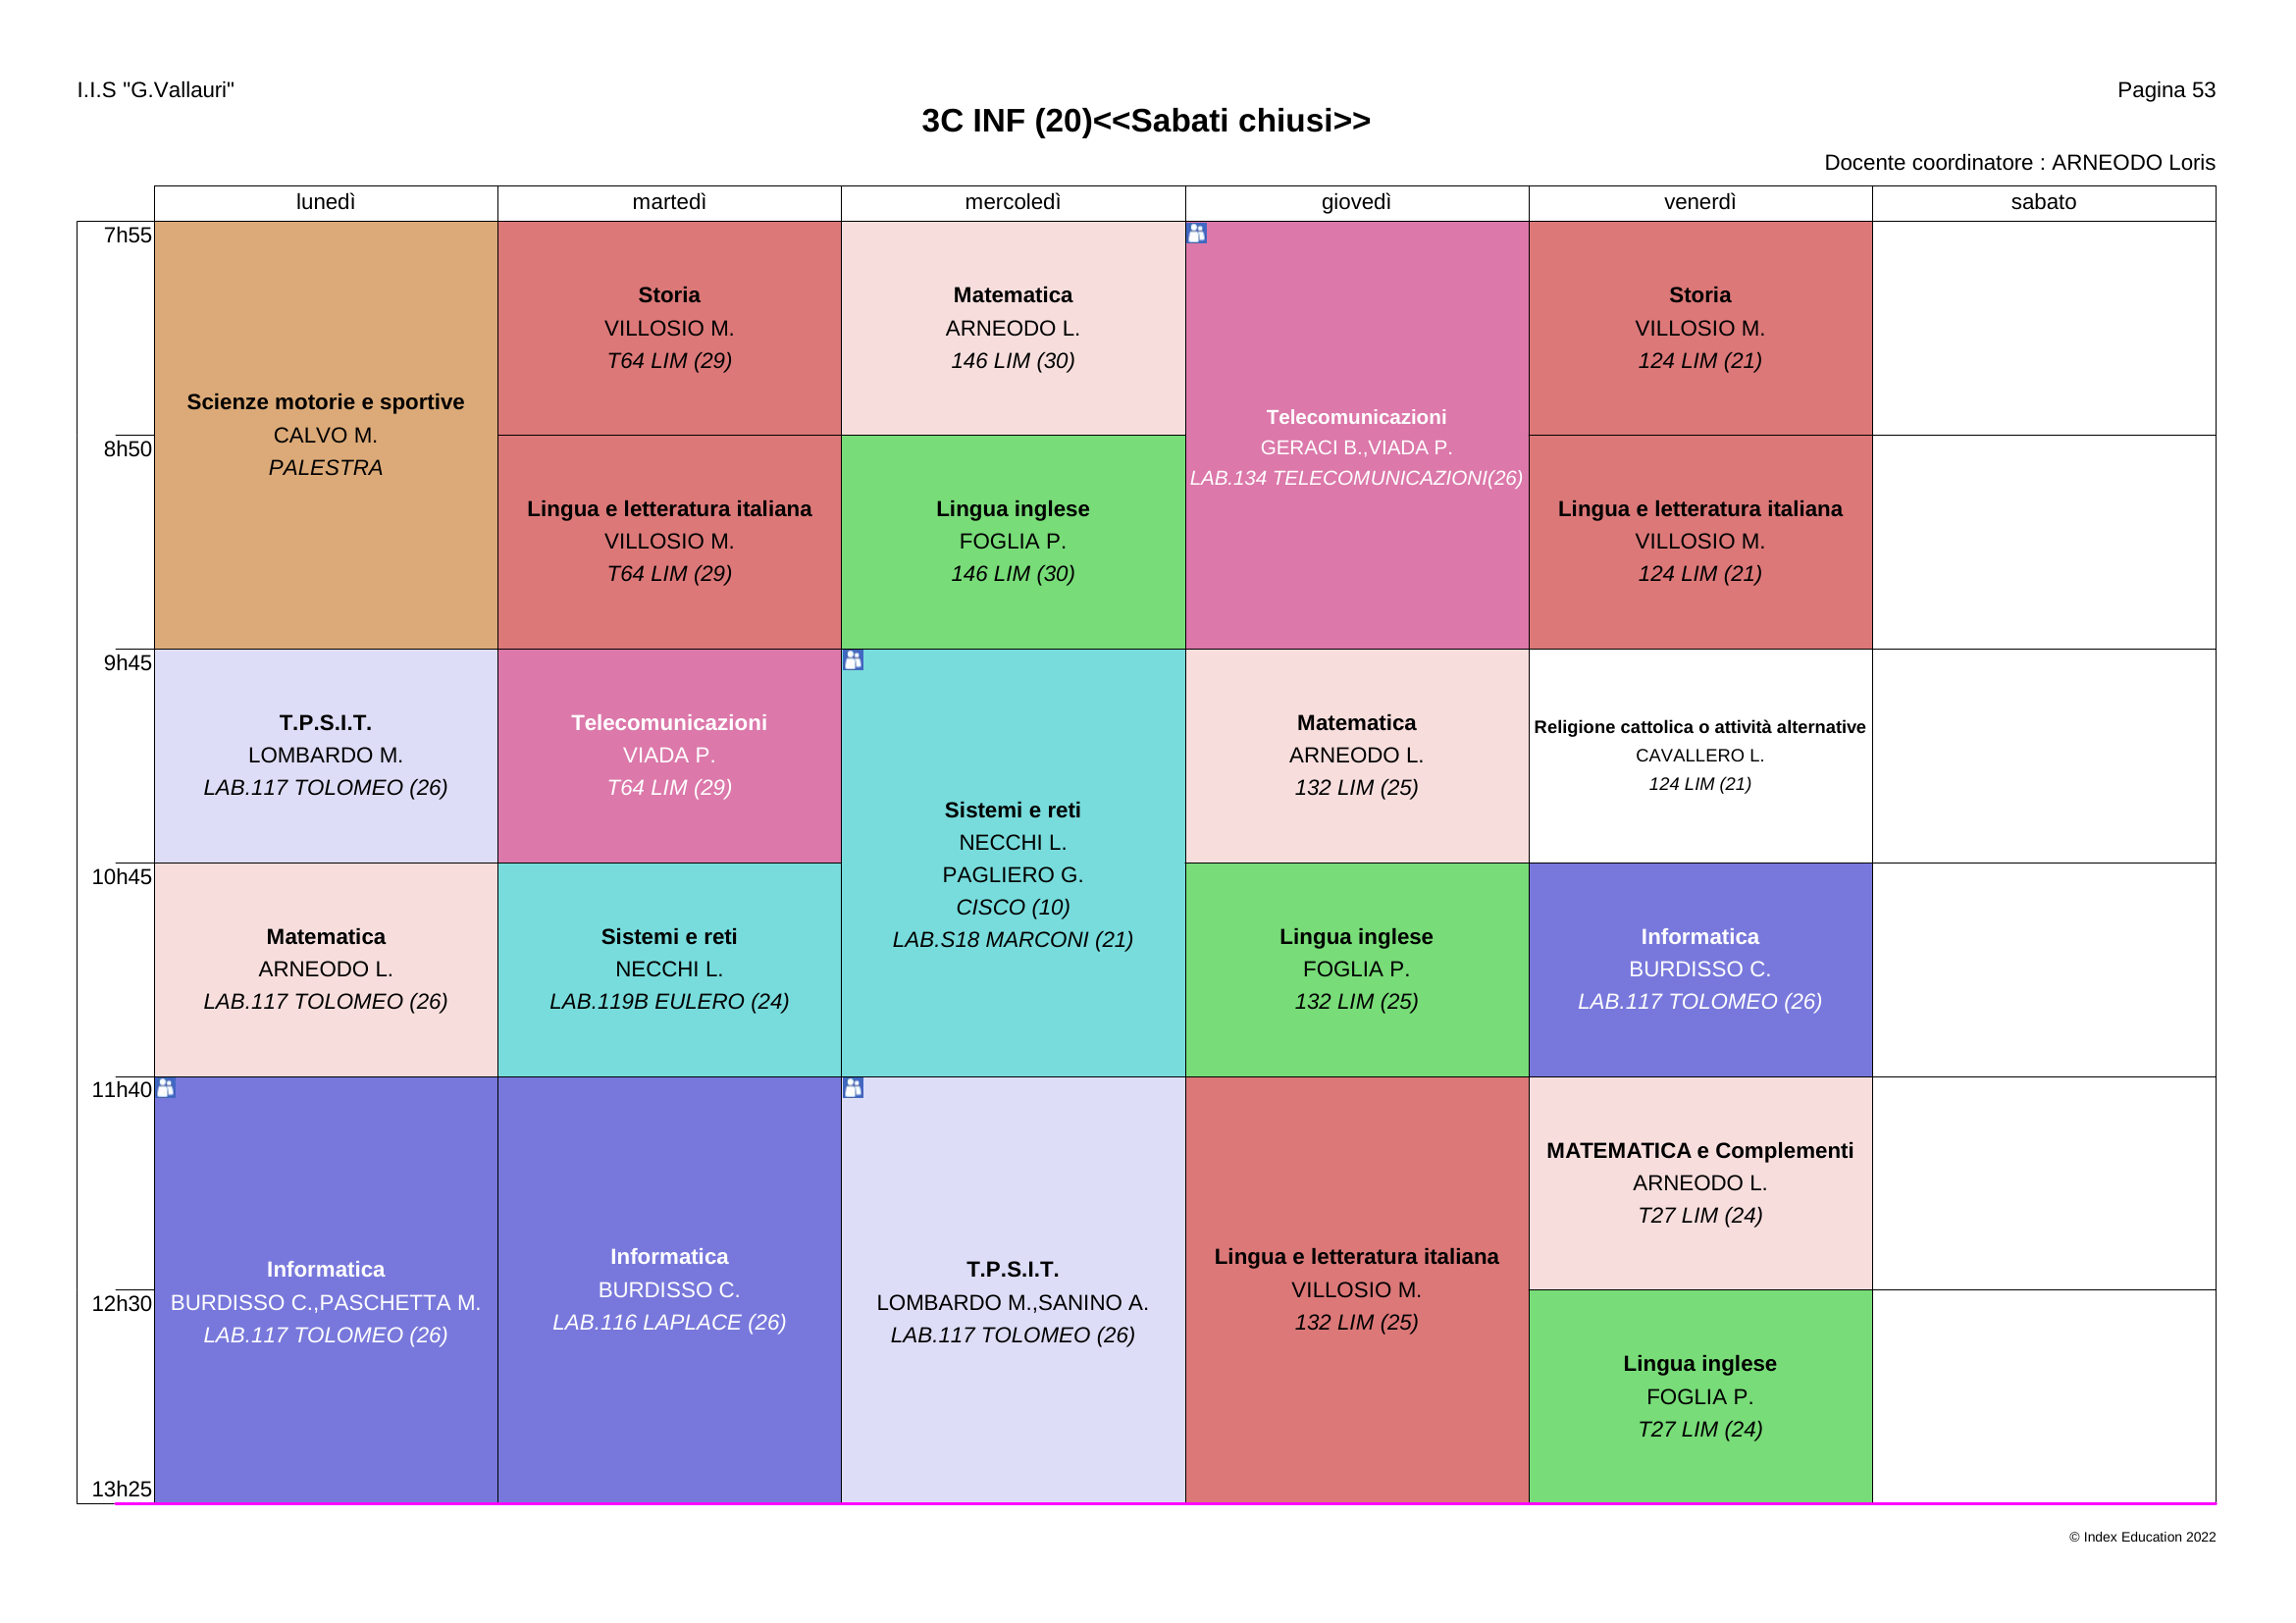 I.I.S "G.Vallauri"
Pagina 53
3C INF (20)<<Sabati chiusi>>
Docente coordinatore : ARNEODO Loris
lunedì
martedì
mercoledì
giovedì
venerdì
sabato
7h55
8h50
9h45
10h45
11h40
12h30
13h25
Scienze motorie e sportive
CALVO M.
PALESTRA
T.P.S.I.T.
LOMBARDO M.
LAB.117 TOLOMEO (26)
Matematica
ARNEODO L.
LAB.117 TOLOMEO (26)
Informatica
BURDISSO C.,PASCHETTA M.
LAB.117 TOLOMEO (26)
Storia
VILLOSIO M.
T64 LIM (29)
Lingua e letteratura italiana
VILLOSIO M.
T64 LIM (29)
Telecomunicazioni
VIADA P.
T64 LIM (29)
Sistemi e reti
NECCHI L.
LAB.119B EULERO (24)
Informatica
BURDISSO C.
LAB.116 LAPLACE (26)
Matematica
ARNEODO L.
146 LIM (30)
Lingua inglese
FOGLIA P.
146 LIM (30)
Sistemi e reti
NECCHI L.
PAGLIERO G.
CISCO (10)
LAB.S18 MARCONI (21)
T.P.S.I.T.
LOMBARDO M.,SANINO A.
LAB.117 TOLOMEO (26)
Telecomunicazioni
GERACI B.,VIADA P.
LAB.134 TELECOMUNICAZIONI(26)
Matematica
ARNEODO L.
132 LIM (25)
Lingua inglese
FOGLIA P.
132 LIM (25)
Lingua e letteratura italiana
VILLOSIO M.
132 LIM (25)
Storia
VILLOSIO M.
124 LIM (21)
Lingua e letteratura italiana
VILLOSIO M.
124 LIM (21)
Religione cattolica o attività alternative
CAVALLERO L.
124 LIM (21)
Informatica
BURDISSO C.
LAB.117 TOLOMEO (26)
MATEMATICA e Complementi
ARNEODO L.
T27 LIM (24)
Lingua inglese
FOGLIA P.
T27 LIM (24)
© Index Education 2022